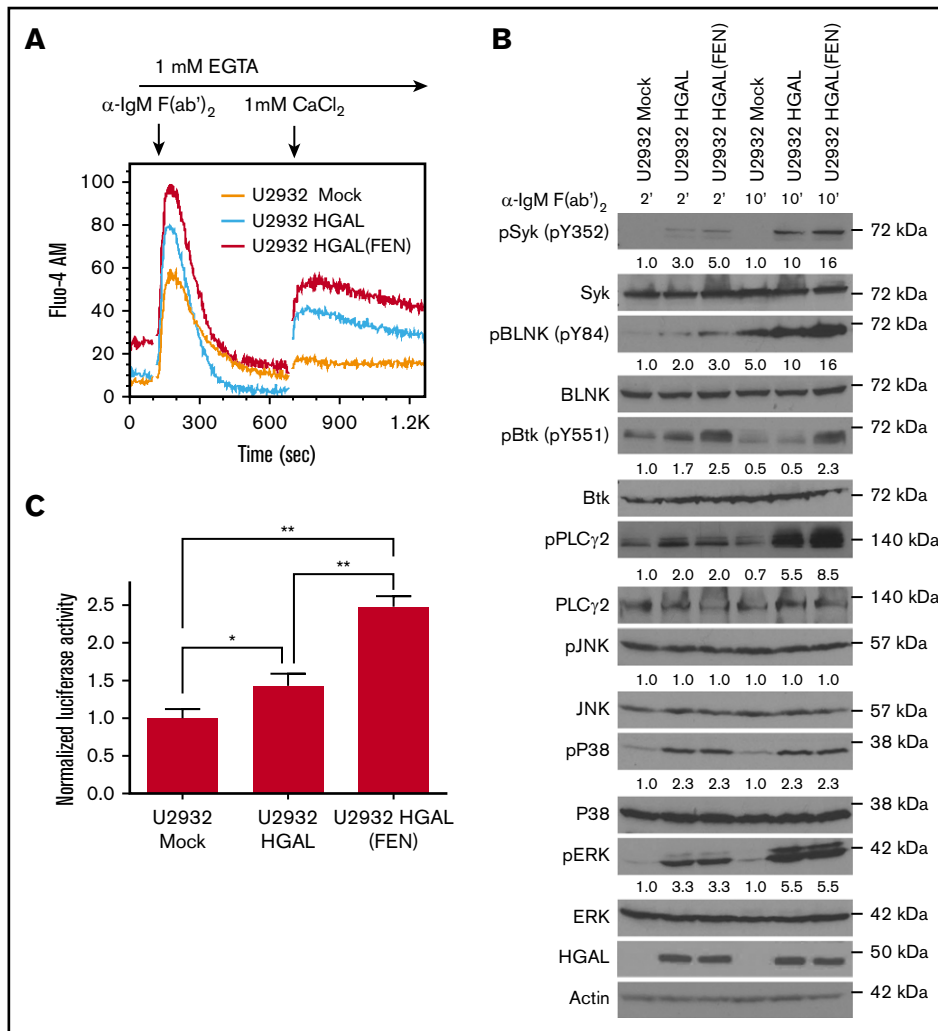 A
1 mM EGTA
α-IgM F(ab')2
1mM CaCl2
U2932 Mock
U2932 HGAL
U2932 HGAL(FEN)
Fluo-4 AM
100
80
60
40
20
0
0 300 600 900 1.2K
Time (sec)
B
U2932 Mock
U2932 HGAL
U2932 HGAL(FEN)
U2932 Mock
U2932 HGAL
U2932 HGAL(FEN)
α-IgM F(ab')2 2' 2' 2' 10' 10' 10'
pSyk (pY352) 72 kDa
1.0 3.0 5.0 1.0 10 16
Syk 72 kDa
pBLNK (pY84) 72 kDa
1.0 2.0 3.0 5.0 10 16
BLNK 72 kDa
pBtk (pY551) 72 kDa
1.0 1.7 2.5 0.5 0.5 2.3
Btk 72 kDa
pPLCγ2 140 kDa
1.0 2.0 2.0 0.7 5.5 8.5
PLCγ2 140 kDa
pJNK 57 kDa
1.0 1.0 1.0 1.0 1.0 1.0
JNK 57 kDa
pP38 38 kDa
1.0 2.3 2.3 1.0 2.3 2.3
P38 38 kDa
pERK 42 kDa
1.0 3.3 3.3 1.0 5.5 5.5
ERK 42 kDa
HGAL 50 kDa
Actin 42 kDa
C
**
**
*
Normalized luciferase activity
2.5
2.0
1.5
1.0
0.5
0.0
U2932 Mock
U2932 HGAL
U2932 HGAL (FEN)